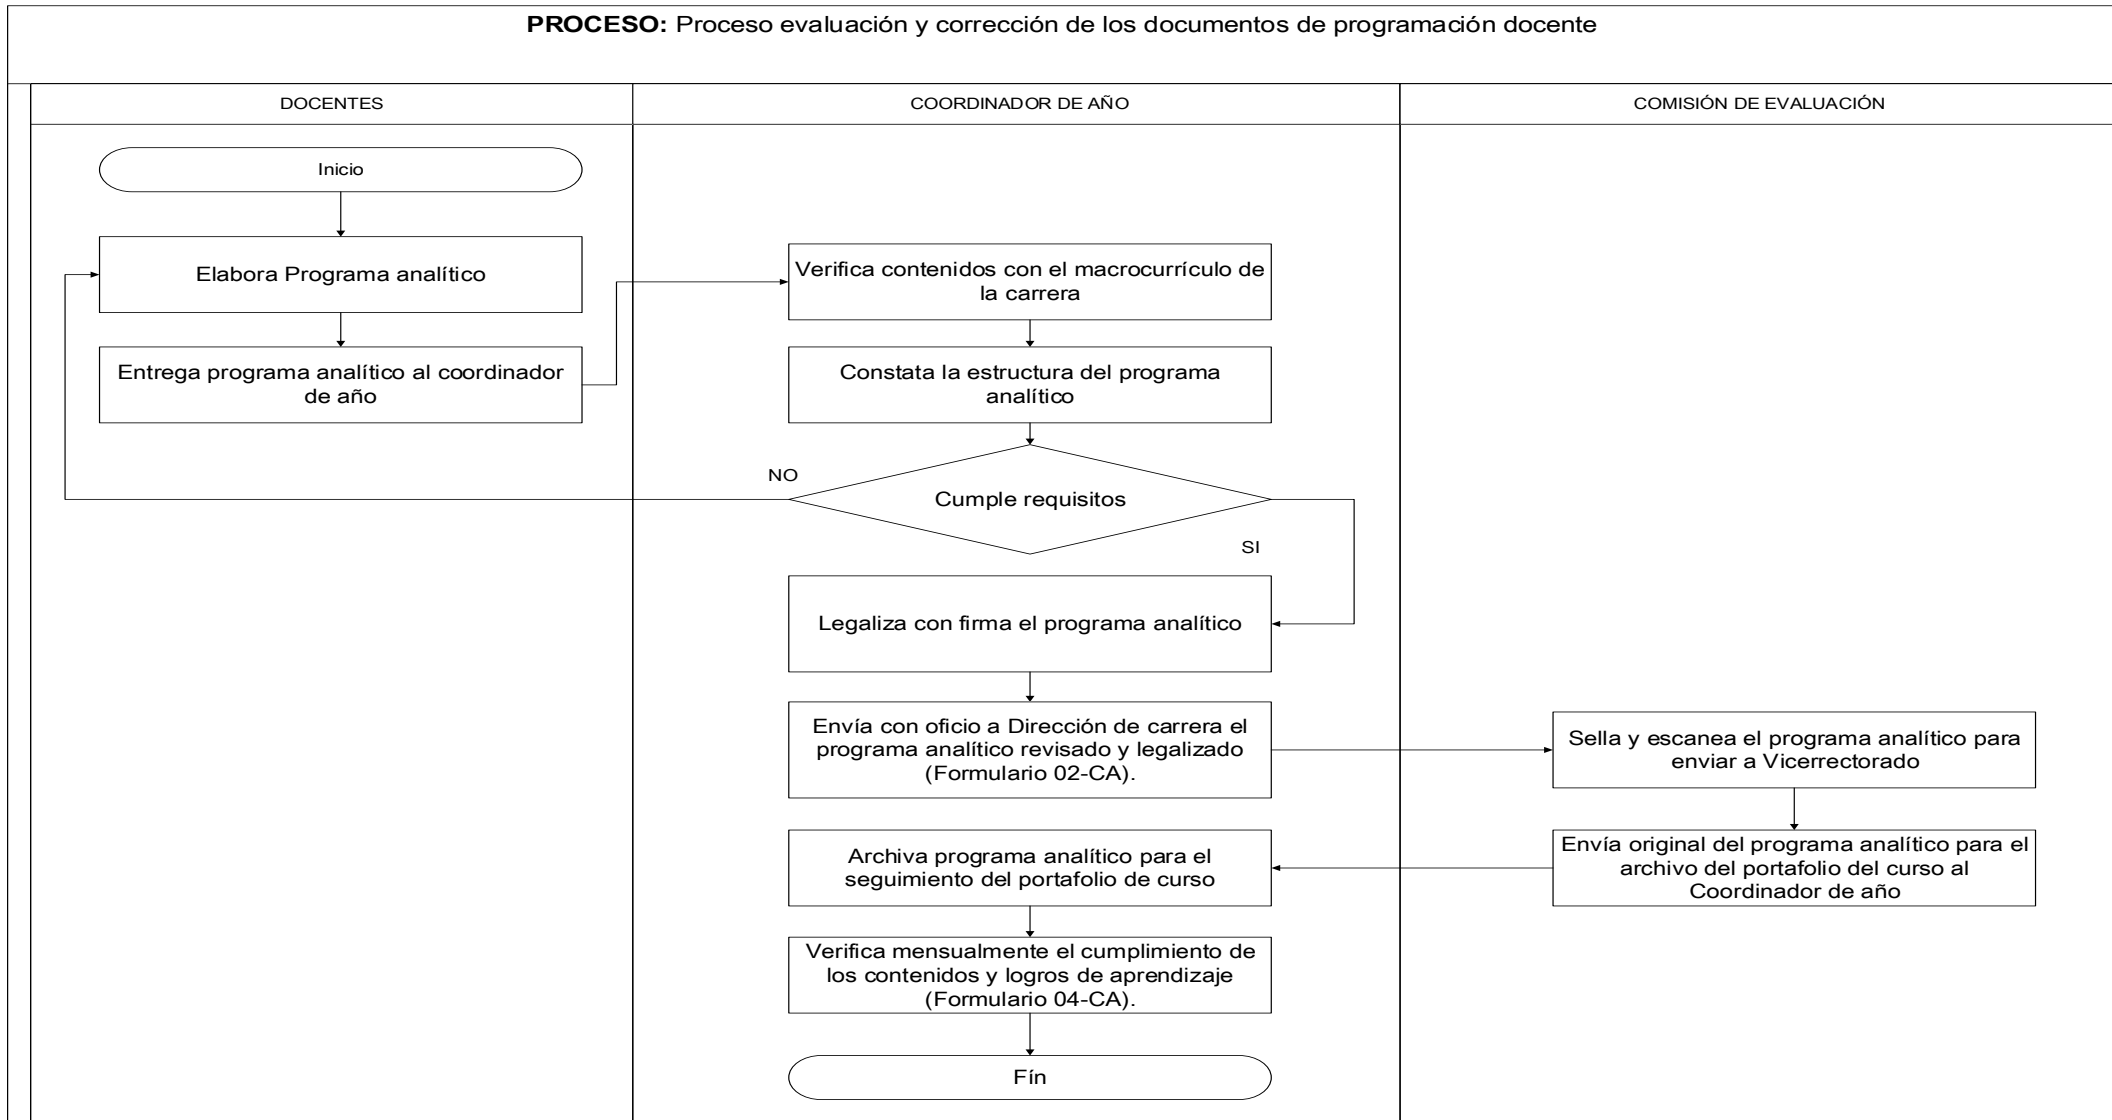 PROCESO: Proceso evaluación y corrección de los documentos de programación docente
DOCENTES
COORDINADOR DE AÑO
COMISIÓN DE EVALUACIÓN
Inicio
Elabora Programa analítico
Entrega programa analítico al coordinador
de año
Verifica contenidos con el macrocurrículo de
la carrera
Constata la estructura del programa
analítico
NO
Cumple requisitos
SI
Legaliza con firma el programa analítico
Envía con oficio a Dirección de carrera el
programa analítico revisado y legalizado
(Formulario 02-CA).
Sella y escanea el programa analítico para
enviar a Vicerrectorado
Envía original del programa analítico para el
archivo del portafolio del curso al
Coordinador de año
Archiva programa analítico para el
seguimiento del portafolio de curso
Verifica mensualmente el cumplimiento de
los contenidos y logros de aprendizaje
(Formulario 04-CA).
Fín